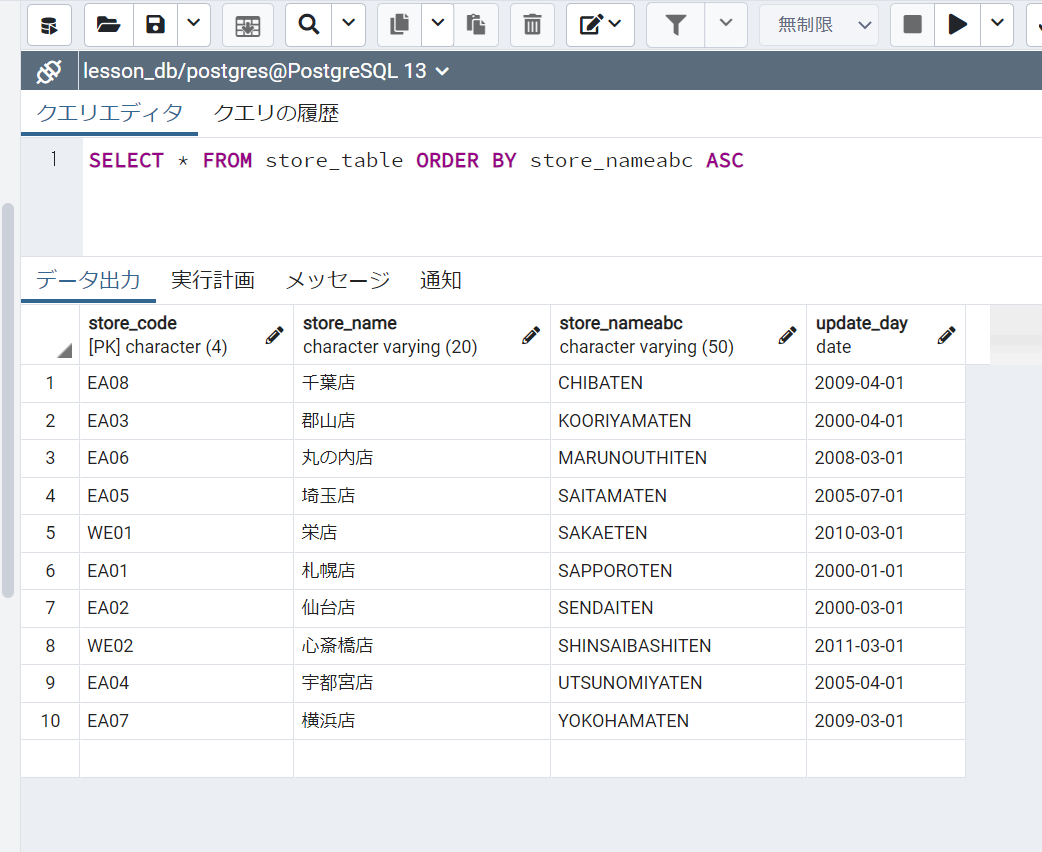 無制限
lesson_db/postgres@PostgreSQL 13
クエリエディタ クエリの履歴
1 SELECT * FROM store_table ORDER BY store_nameabc ASC
データ出力 実行計画 メッセージ 通知
store_code store_name store_nameabc update_day
[PK] character (4) character varying (20) character varying (50) date
1 EA08 千葉店 CHIBATEN 2009-04-01
2 EA03 郡山店 KOORIYAMATEN 2000-04-01
3 EA06 丸の内店 MARUNOUTHITEN 2008-03-01
4 EA05 埼玉店 SAITAMATEN 2005-07-01
5 WE01 栄店 SAKAETEN 2010-03-01
6 EA01 札幌店 SAPPOROTEN 2000-01-01
7 EA02 仙台店 SENDAITEN 2000-03-01
8 WE02 心斎橋店 SHINSAIBASHITEN 2011-03-01
9 EA04 宇都宮店 UTSUNOMIYATEN 2005-04-01
10 EA07 横浜店 YOKOHAMATEN 2009-03-01